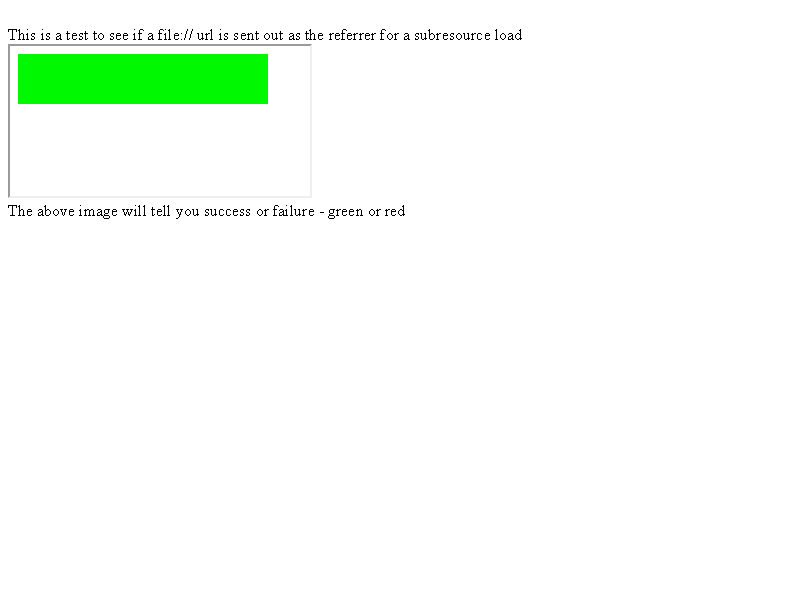 This is a test to see if a file:// url is sent out as the referrer for a subresource load
The above image will tell you success or failure - green or red